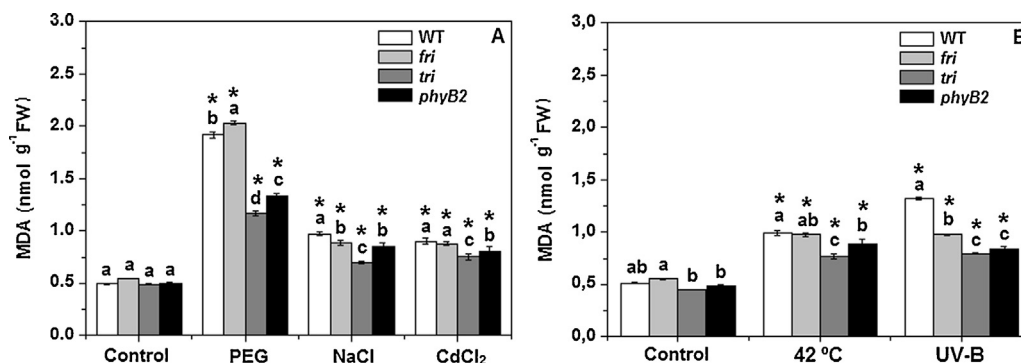 A
WT
fri
tri
phyB2
MDA (nmol g⁻¹ FW)
3.0
2.5
2.0
1.5
1.0
0.5
0.0
a a a a
* * * *
b a d c
* * * *
a b c b
* * * *
a a c b
Control PEG NaCl CdCl₂
B
WT
fri
tri
phyB2
MDA (nmol g⁻¹ FW)
3,0
2,5
2,0
1,5
1,0
0,5
0,0
ab a b b
* * * *
a ab c b
* * * *
a b c c
Control 42 ºC UV-B